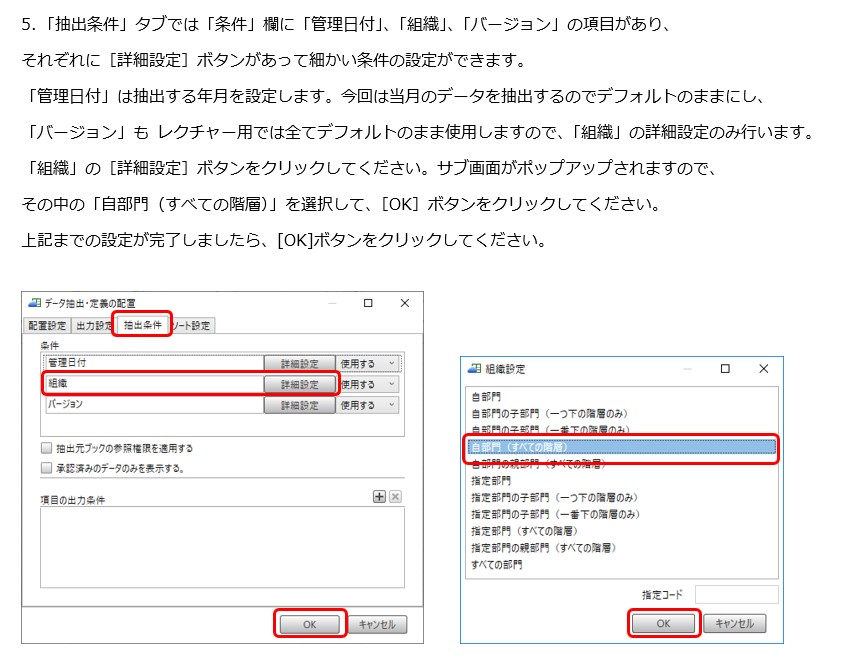 5．「抽出条件」タブでは「条件」欄に「管理日付」、「組織」、「バージョン」の項目があり、
それぞれに［詳細設定］ボタンがあって細かい条件の設定ができます。
「管理日付」は抽出する年月を設定します。今回は当月のデータを抽出するのでデフォルトのままにし、
「バージョン」も レクチャー用では全てデフォルトのまま使用しますので、「組織」の詳細設定のみ行います。
「組織」の［詳細設定］ボタンをクリックしてください。サブ画面がポップアップされますので、
その中の「自部門（すべての階層）」を選択して、［OK］ボタンをクリックしてください。
上記までの設定が完了しましたら、[OK]ボタンをクリックしてください。
データ抽出・定義の配置
配置設定 出力設定 抽出条件 ソート設定
条件
管理日付 詳細設定 使用する
組織 詳細設定 使用する
バージョン 詳細設定 使用する
抽出元ブックの参照権限を適用する
承認済みのデータのみを表示する。
項目の出力条件
OK キャンセル
組織設定
自部門
自部門の子部門（一つ下の階層のみ）
自部門の子部門（一番下の階層のみ）
自部門（すべての階層）
自部門の親部門（すべての階層）
指定部門
指定部門の子部門（一つ下の階層のみ）
指定部門の子部門（一番下の階層のみ）
指定部門（すべての階層）
指定部門の親部門（すべての階層）
すべての部門
指定コード
OK キャンセル